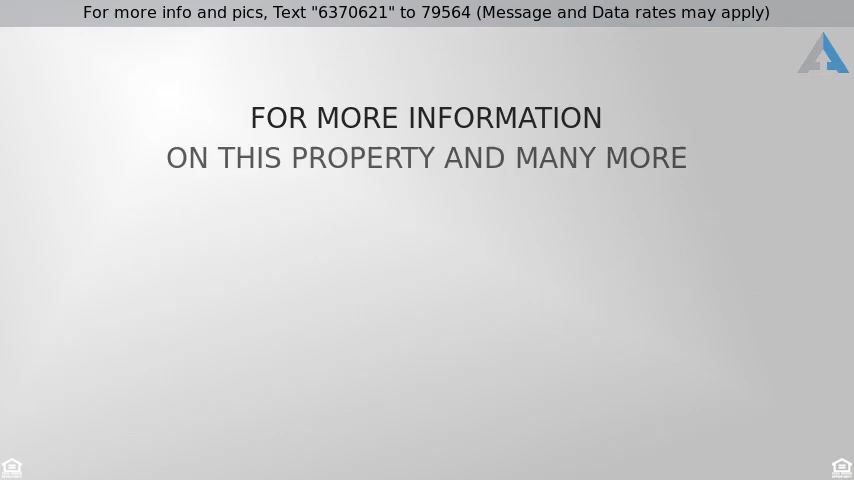 For more info and pics, Text "6370621" to 79564 (Message and Data rates may apply)
FOR MORE INFORMATION
ON THIS PROPERTY AND MANY MORE